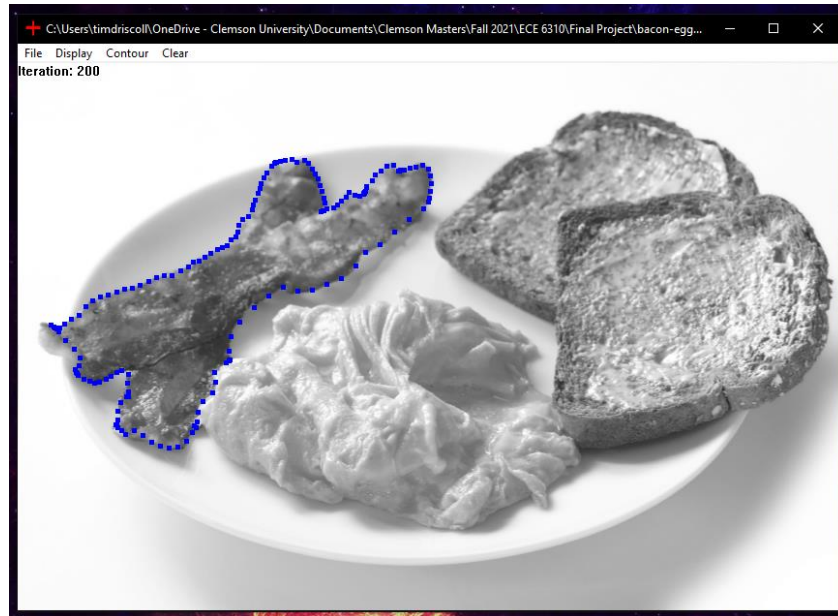 C:\Users\timdriscoll\OneDrive - Clemson University\Documents\Clemson Masters\Fall 2021\ECE 6310\Final Project\bacon-egg...
File Display Contour Clear
Iteration: 200